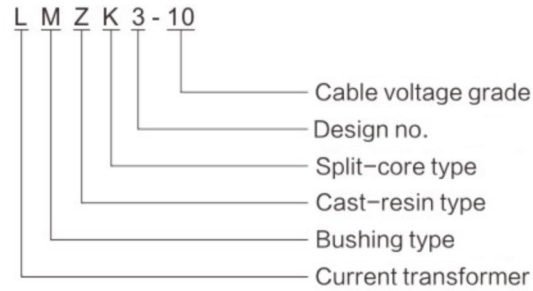 L M Z K 3 - 10
Cable voltage grade
Design no.
Split-core type
Cast-resin type
Bushing type
Current transformer